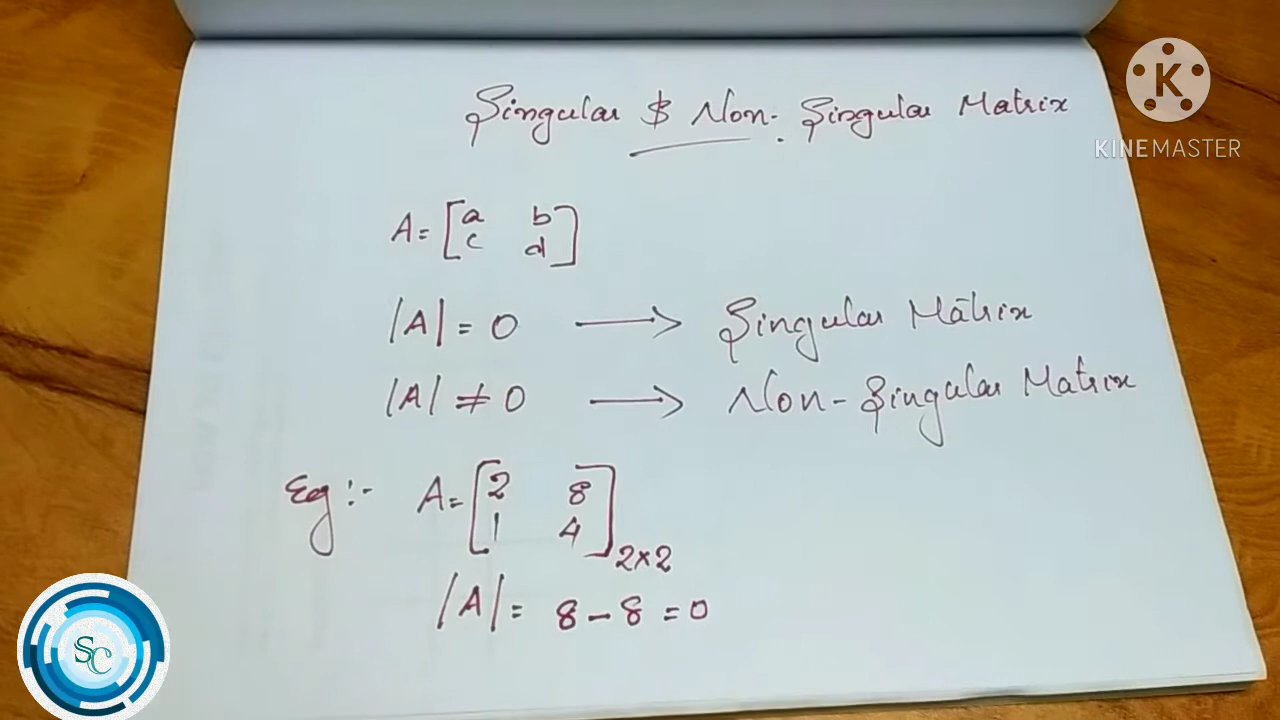 Singular & Non-Singular Matrix
K
KINEMASTER
A = [a b
c d]
|A| = 0 → Singular Matrix
|A| ≠ 0 → Non-Singular Matrix
Eg :- A = [2 8
1 4] 2×2
|A| = 8 - 8 = 0
SC